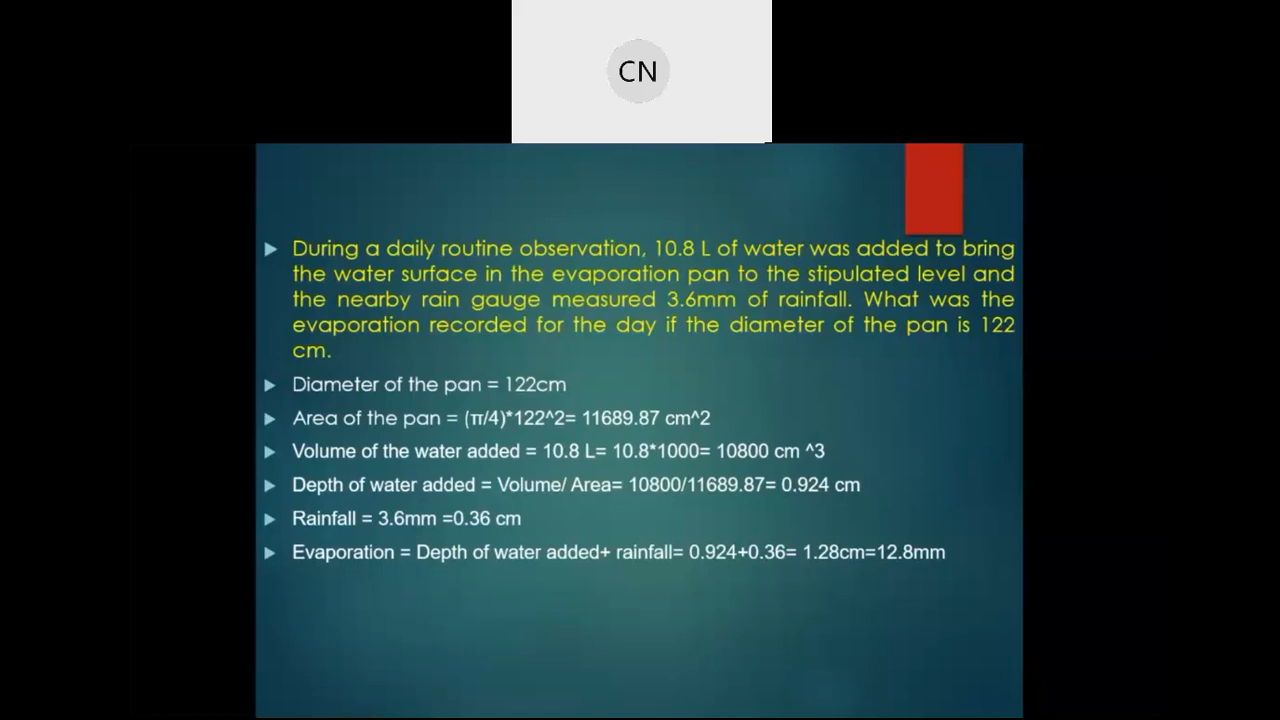 CN
During a daily routine observation, 10.8 L of water was added to bring
the water surface in the evaporation pan to the stipulated level and
the nearby rain gauge measured 3.6mm of rainfall. What was the
evaporation recorded for the day if the diameter of the pan is 122
cm.
Diameter of the pan = 122cm
Area of the pan = (π/4)*122^2= 11689.87 cm^2
Volume of the water added = 10.8 L= 10.8*1000= 10800 cm ^3
Depth of water added = Volume/ Area= 10800/11689.87= 0.924 cm
Rainfall = 3.6mm =0.36 cm
Evaporation = Depth of water added+ rainfall= 0.924+0.36= 1.28cm=12.8mm